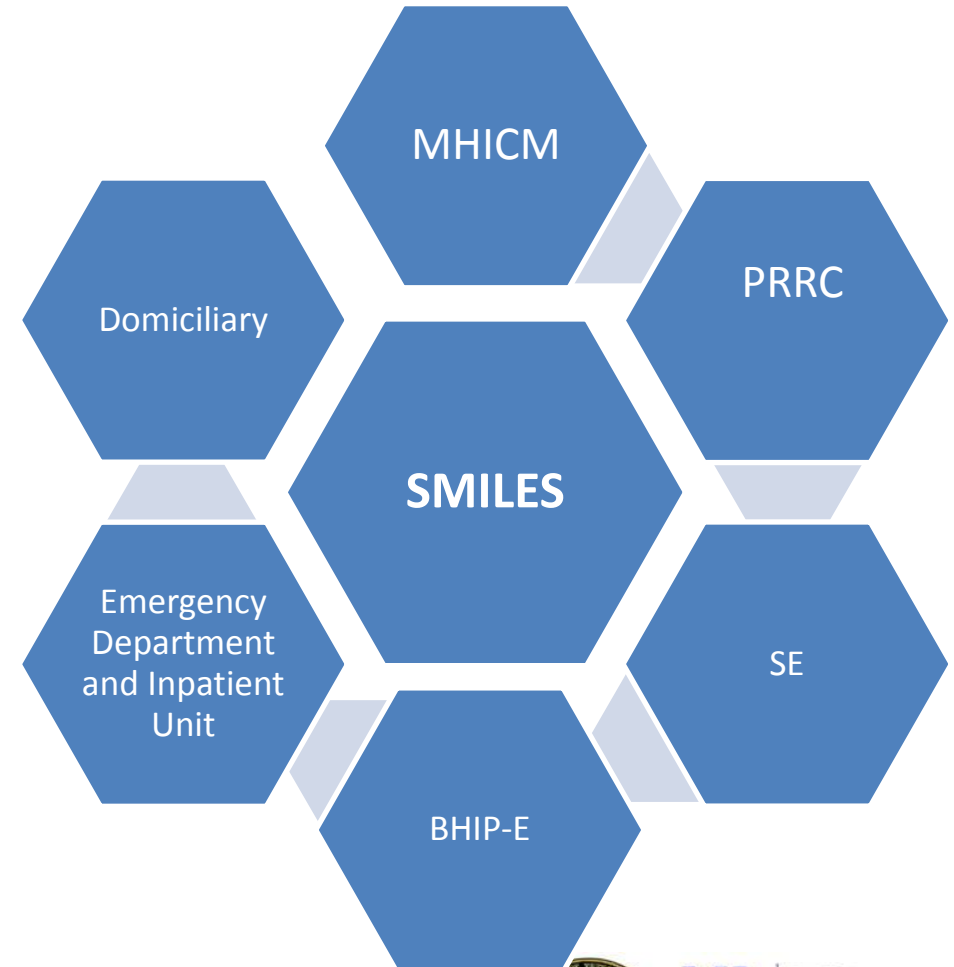 MHICM
PRRC
Domiciliary
SMILES
Emergency
Department
and Inpatient
Unit
SE
BHIP-E